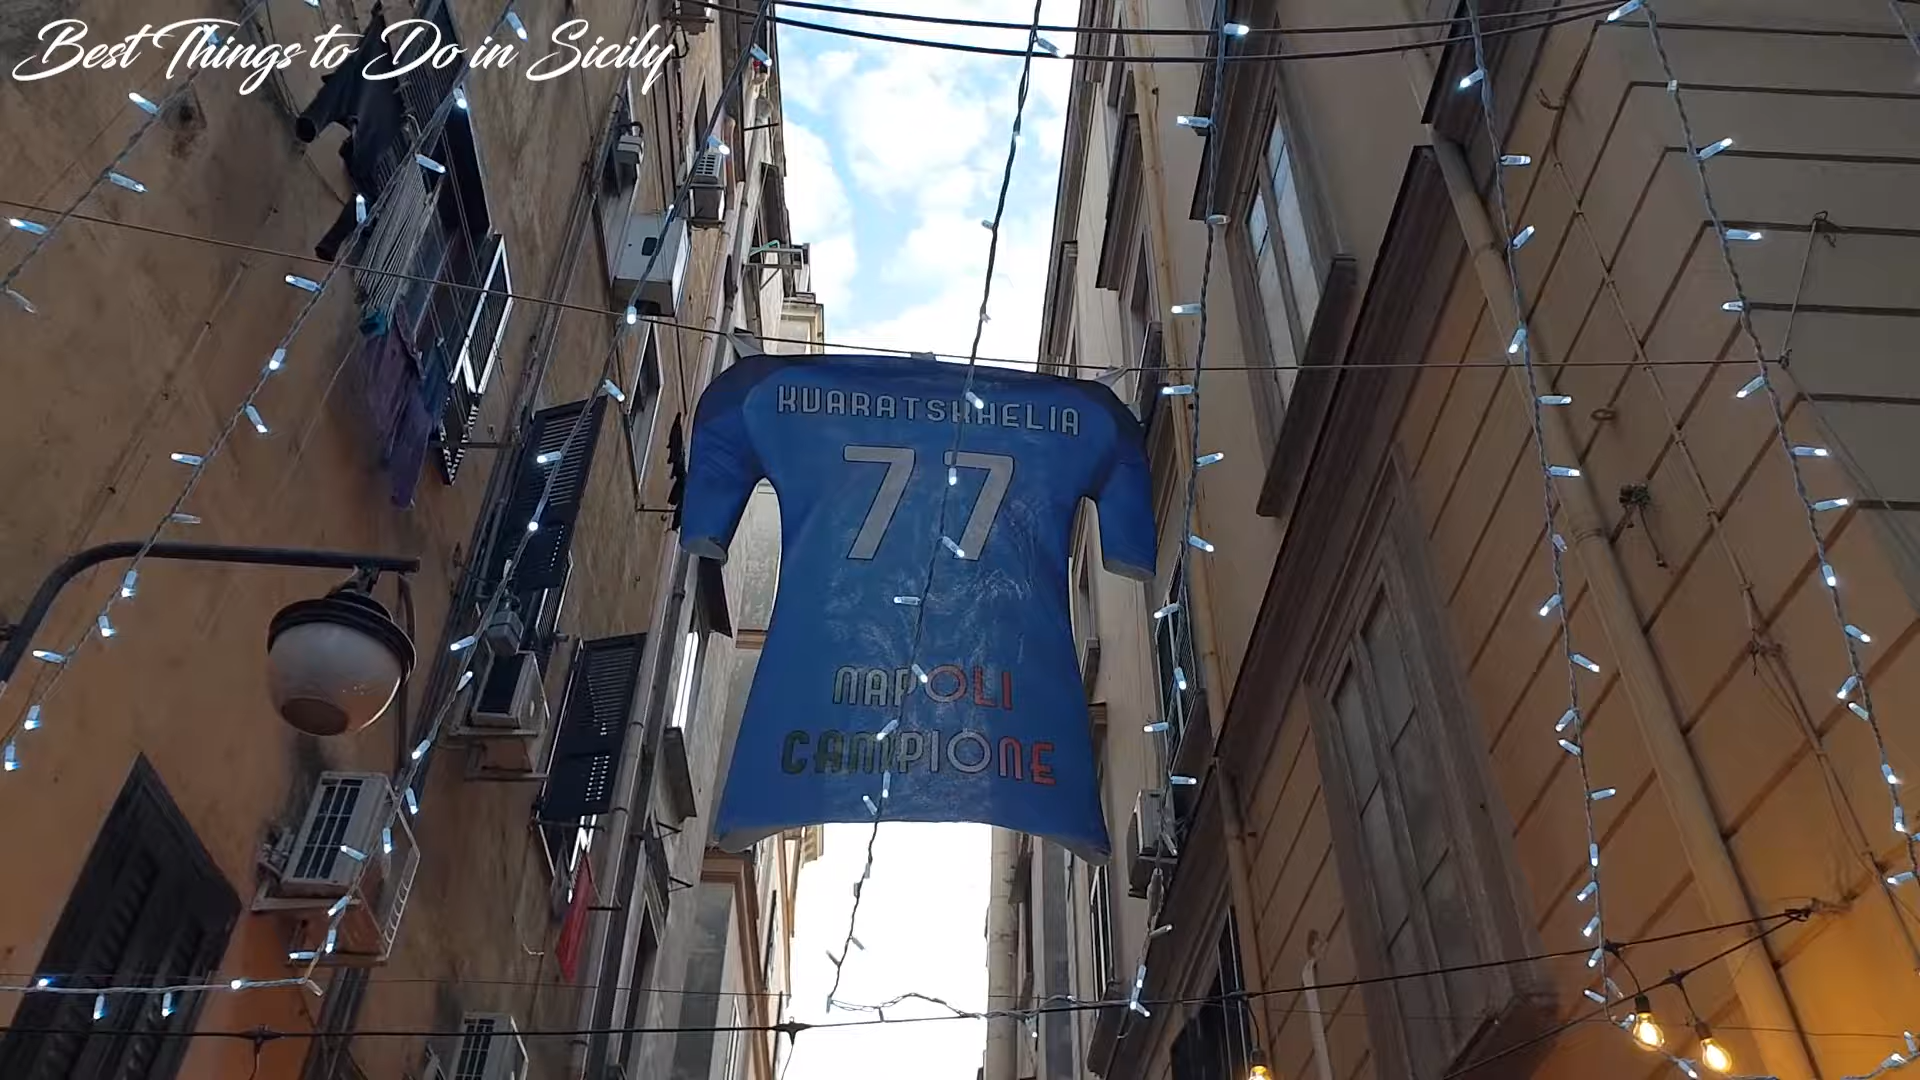 Best Things to Do in Sicily
KVARATSKHELIA
77
NAPOLI
CAMPIONE